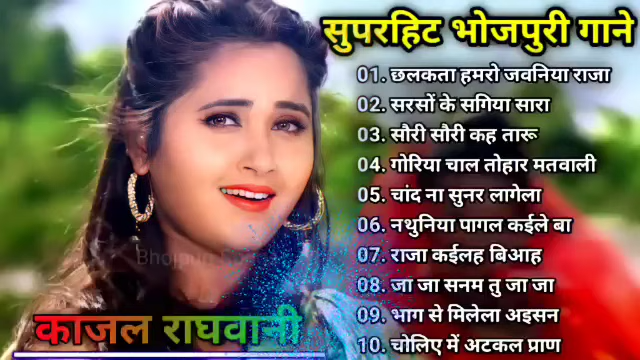 सुपरहिट भोजपुरी गाने
01. छलकता हमरो जवनिया राजा
02. सरसों के सगिया सारा
03. सौरी सौरी कह तारू
04. गोरिया चाल तोहार मतवाली
05. चांद ना सुनर लागेला
06. नथुनिया पागल कईले बा
07. राजा कईलह बिआह
08. जा जा सनम तु जा जा
09. भाग से मिलेला अइसन
10. चोलिए में अटकल प्राण
Bhojpuri
काजल राघवानी